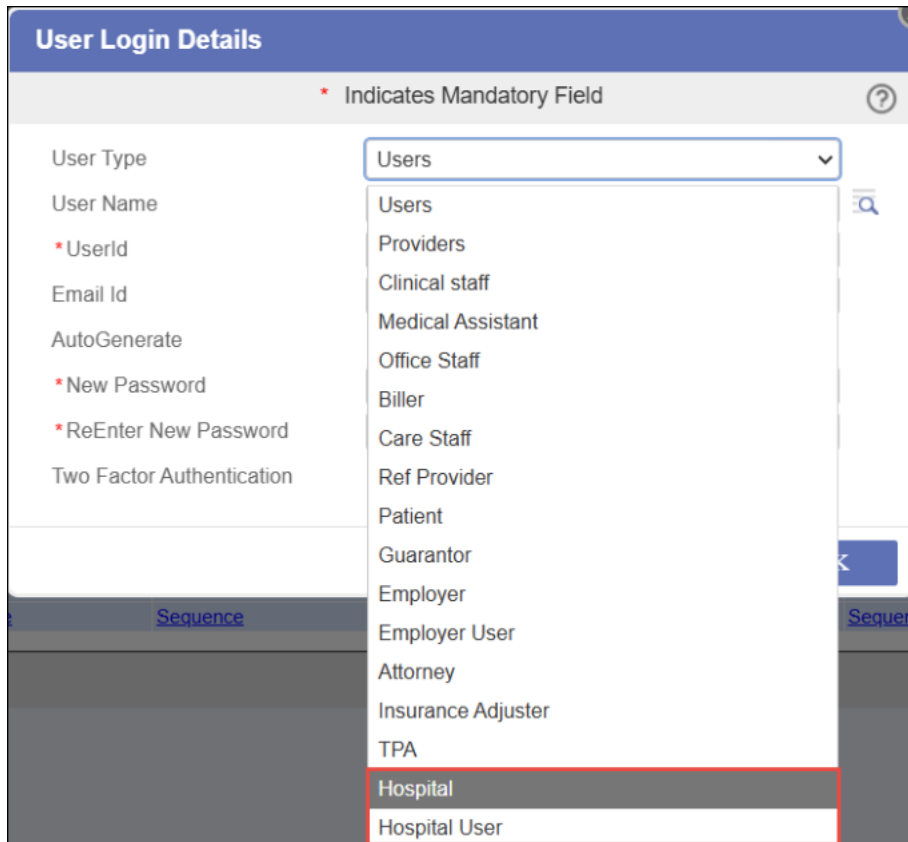 User Login Details
* Indicates Mandatory Field
User Type
Users
User Name
Users
*UserId
Providers
Email Id
Clinical staff
AutoGenerate
Medical Assistant
*New Password
Office Staff
Biller
*ReEnter New Password
Care Staff
Two Factor Authentication
Ref Provider
Patient
Guarantor
Employer
Sequence
Employer User
Attorney
Insurance Adjuster
TPA
Hospital
Hospital User